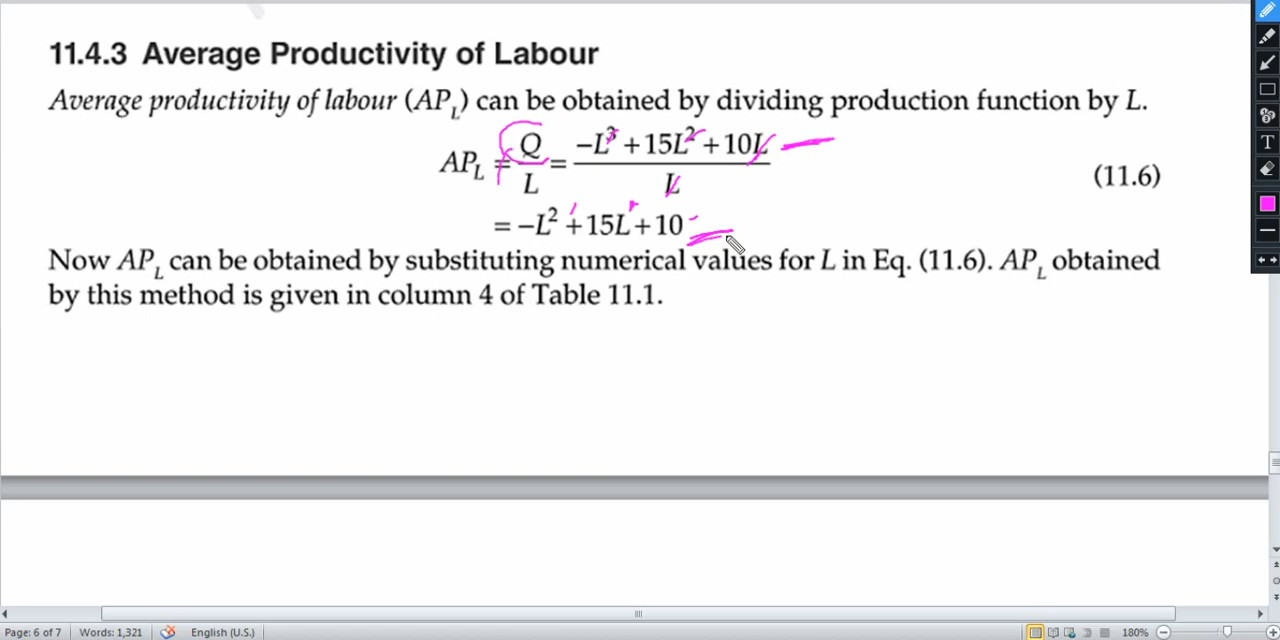 11.4.3 Average Productivity of Labour
Average productivity of labour (AP_L) can be obtained by dividing production function by L.
AP_L = Q/L = (–L³ + 15L² + 10L)/L (11.6)
= –L² + 15L + 10
Now AP_L can be obtained by substituting numerical values for L in Eq. (11.6). AP_L obtained
by this method is given in column 4 of Table 11.1.
Page: 6 of 7 Words: 1,321 English (U.S.) 180%